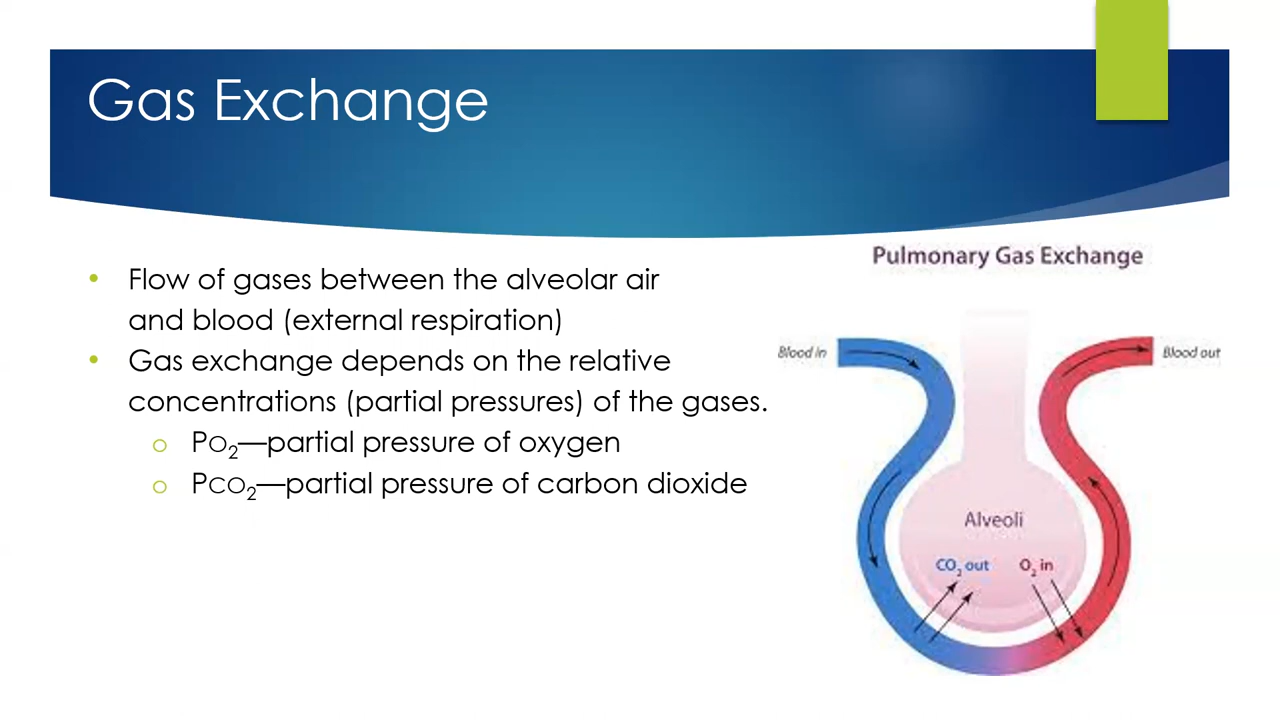 Gas Exchange
• Flow of gases between the alveolar air
and blood (external respiration)
• Gas exchange depends on the relative
concentrations (partial pressures) of the gases.
o PO₂—partial pressure of oxygen
o PCO₂—partial pressure of carbon dioxide
Pulmonary Gas Exchange
Blood in
Blood out
Alveoli
CO₂ out
O₂ in